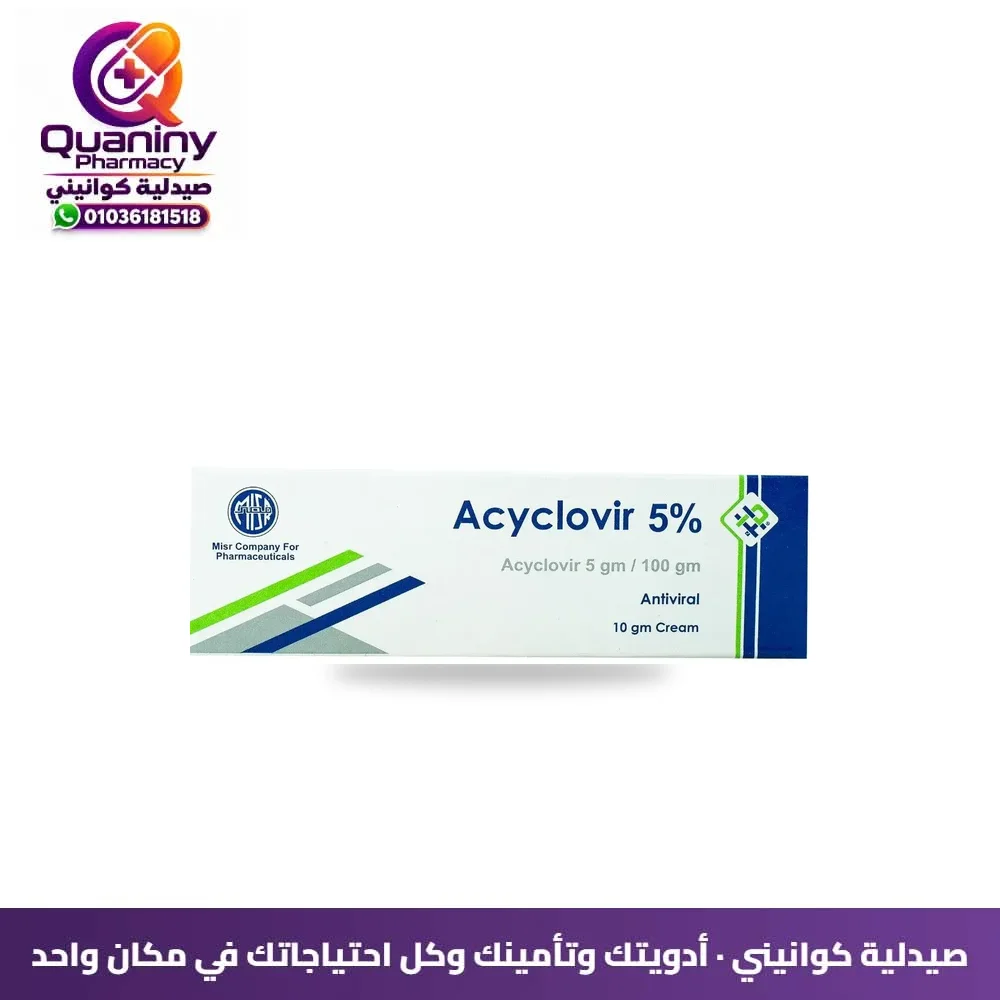 Quaniny
Pharmacy
صيدلية كوانيني
01036181518
MISR
Misr Company For
Pharmaceuticals
Acyclovir 5%
Acyclovir 5 gm / 100 gm
Antiviral
10 gm Cream
صيدلية كوانيني · أدويتك وتأمينك وكل احتياجاتك في مكان واحد